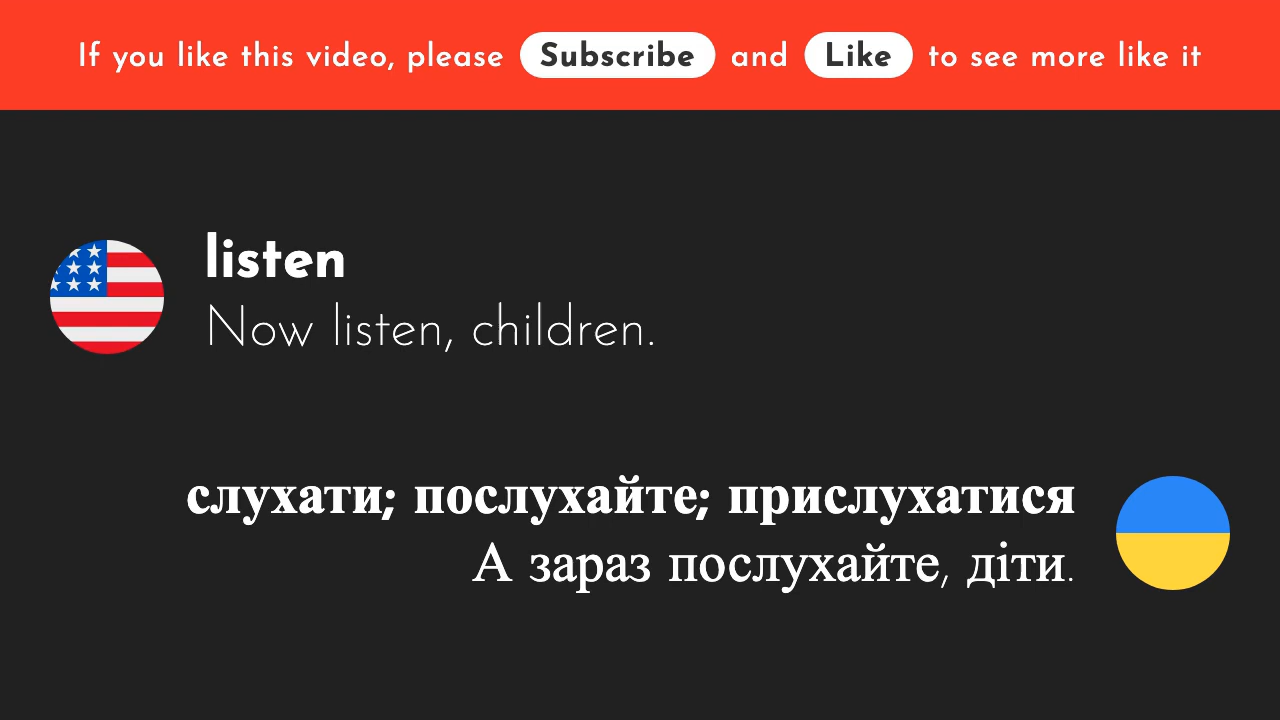 If you like this video, please Subscribe and Like to see more like it
listen
Now listen, children.
слухати; послухайте; прислухатися
А зараз послухайте, діти.